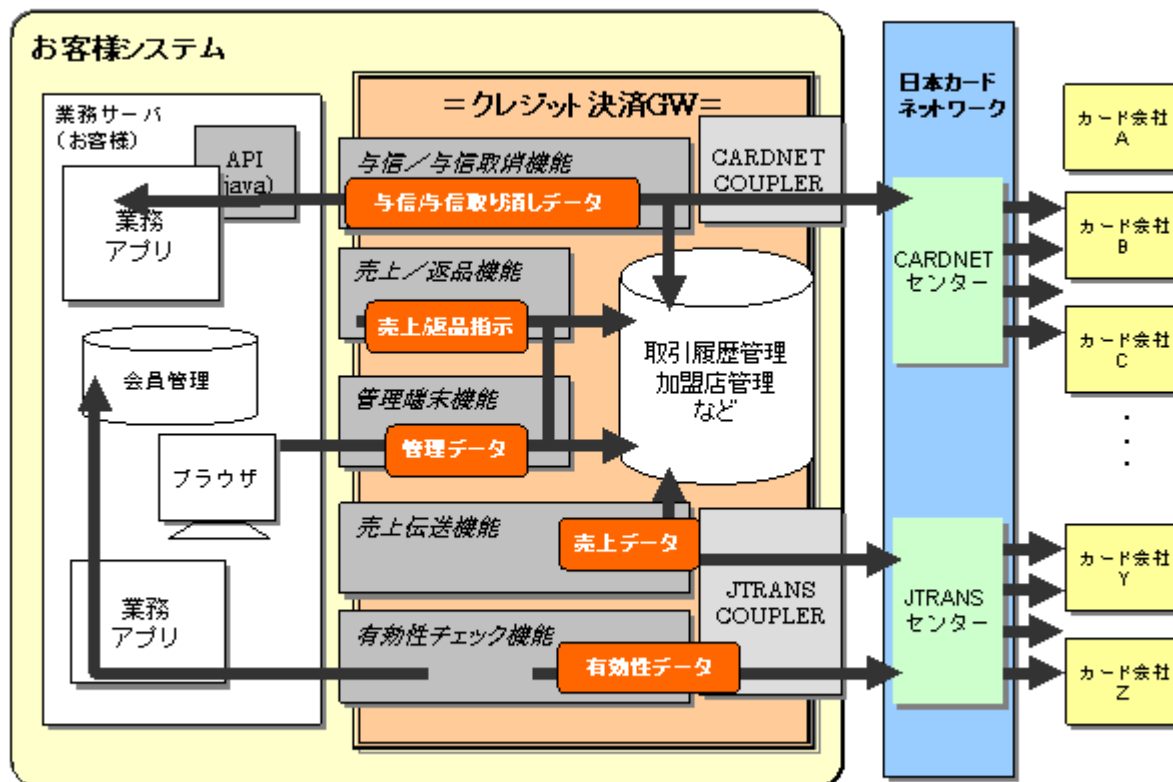 お客様システム
業務サーバ
(お客様)
API
(java)
業務
アプリ
会員管理
ブラウザ
業務
アプリ
=クレジット決済GW=
与信/与信取消機能
与信/与信取り消しデータ
売上/返品機能
売上/返品指示
管理端末機能
管理データ
売上伝送機能
売上データ
有効性チェック機能
有効性データ
CARDNET
COUPLER
取引履歴管理
加盟店管理
など
JTRANS
COUPLER
日本カード
ネットワーク
CARDNET
センター
JTRANS
センター
カード会社
A
カード会社
B
カード会社
C
・
・
・
カード会社
Y
カード会社
Z